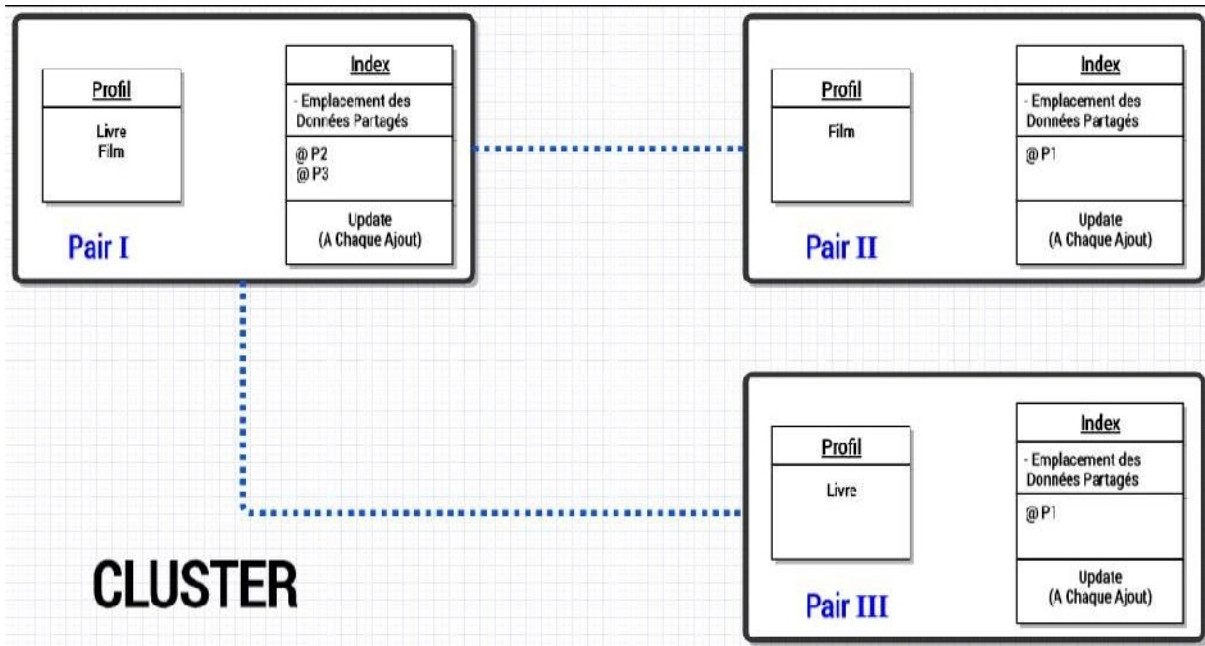 Profil
Livre
Film
Pair I
Index
- Emplacement des
Données Partagés
@ P2
@ P3
Update
(A Chaque Ajout)
Profil
Film
Pair II
Index
- Emplacement des
Données Partagés
@ P1
Update
(A Chaque Ajout)
Profil
Livre
Pair III
Index
- Emplacement des
Données Partagés
@ P1
Update
(A Chaque Ajout)
CLUSTER